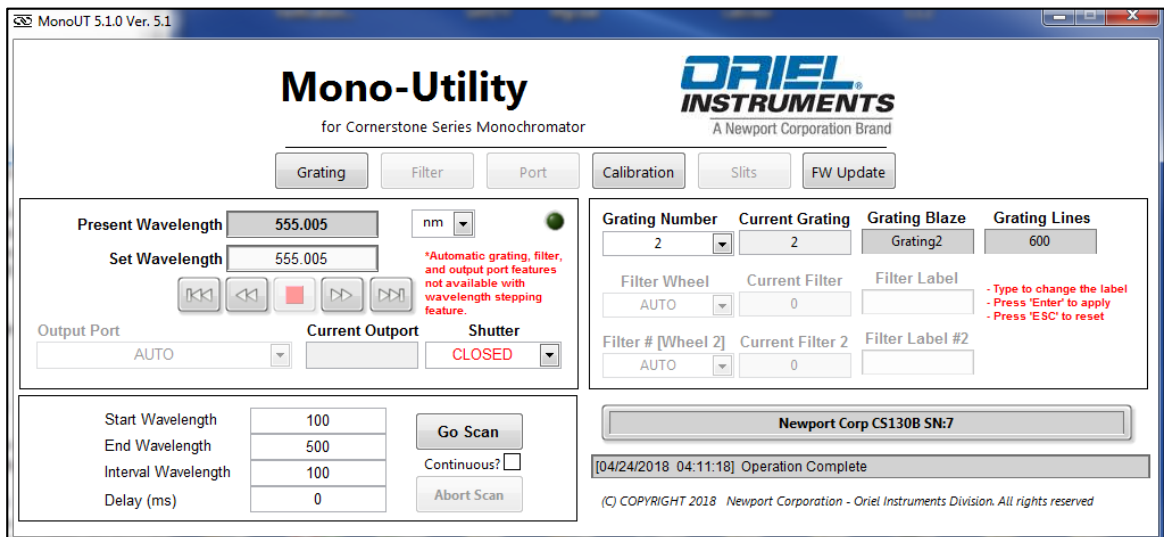 MonoUT 5.1.0 Ver. 5.1
Mono-Utility
for Cornerstone Series Monochromator
ORIEL®
INSTRUMENTS
A Newport Corporation Brand
Grating Filter Port Calibration Slits FW Update
Present Wavelength 555.005 nm
Set Wavelength 555.005
*Automatic grating, filter,
and output port features
not available with
wavelength stepping
feature.
Output Port Current Outport Shutter
AUTO CLOSED
Grating Number Current Grating Grating Blaze Grating Lines
2 2 Grating2 600
Filter Wheel Current Filter Filter Label
AUTO 0
- Type to change the label
- Press 'Enter' to apply
- Press 'ESC' to reset
Filter # [Wheel 2] Current Filter 2 Filter Label #2
AUTO 0
Start Wavelength 100
End Wavelength 500
Interval Wavelength 100
Delay (ms) 0
Go Scan
Continuous?
Abort Scan
Newport Corp CS130B SN:7
[04/24/2018 04:11:18] Operation Complete
(C) COPYRIGHT 2018 Newport Corporation - Oriel Instruments Division. All rights reserved